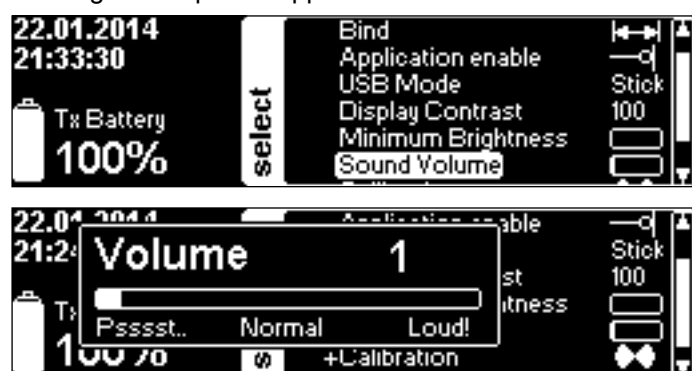 22.01.2014
21:33:30
Tx Battery
100%
select
Bind
Application enable
USB Mode Stick
Display Contrast 100
Minimum Brightness
Sound Volume
Stick
100
Volume 1
Psssst.. Normal Loud!
+Calibration